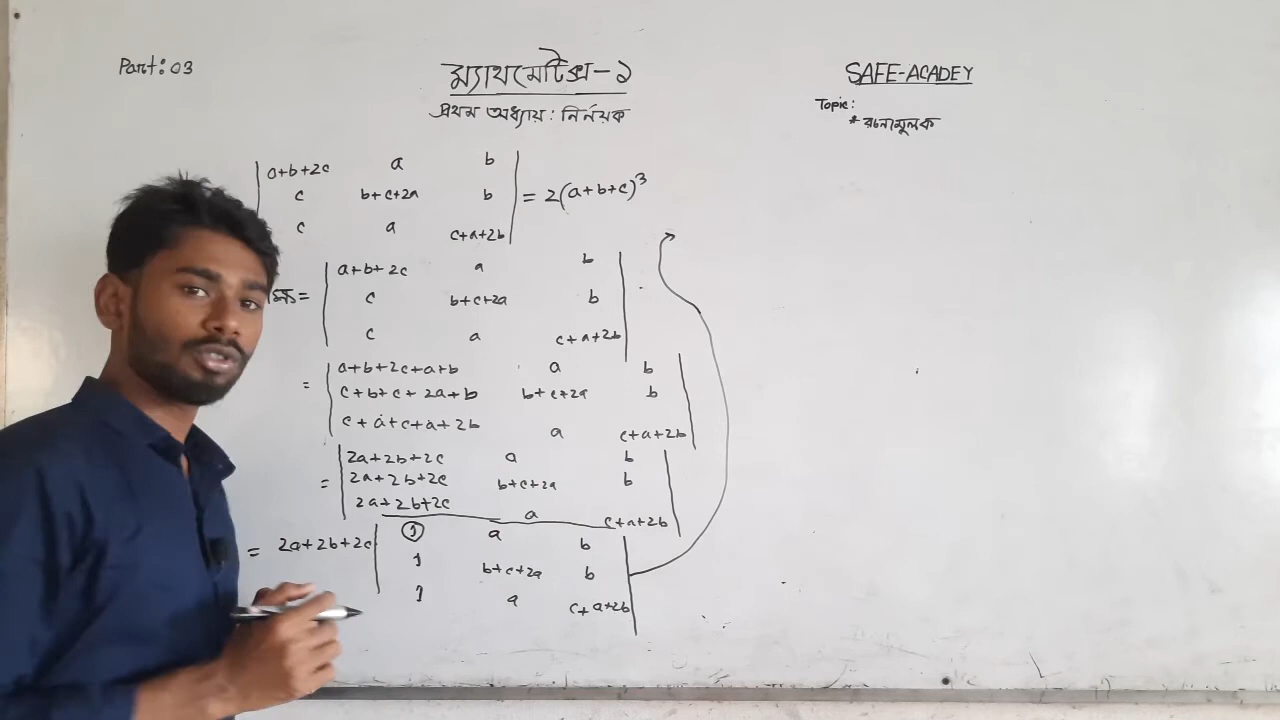 Part: 03
ম্যাথমেটিক্স-১
SAFE-ACADEY
প্রথম অধ্যায়: নির্নয়ক
Topic:
* রচনামূলক
a+b+2c a b
c b+c+2a b = 2(a+b+c)³
c a c+a+2b
a+b+2c a b
= c b+c+2a b
c a c+a+2b
a+b+2c+a+b a b
= c+b+c+2a+b b+c+2a b
c+a+c+a+2b a c+a+2b
2a+2b+2c a b
= 2a+2b+2c b+c+2a b
2a+2b+2c a c+a+2b
= 2a+2b+2c 1 a b
1 b+c+2a b
1 a c+a+2b